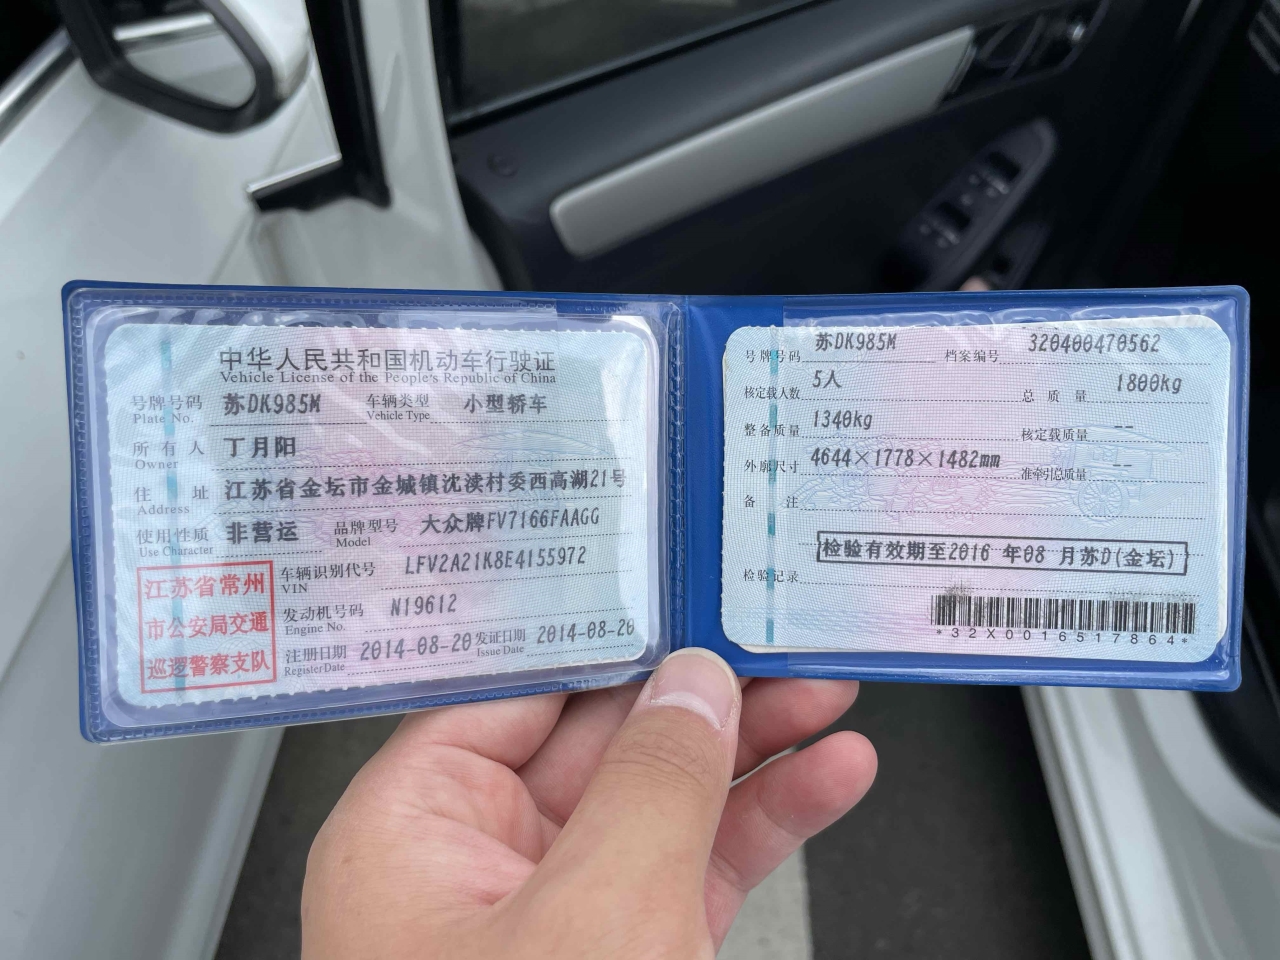 中华人民共和国机动车行驶证
Vehicle License of the People's Republic of China
号牌号码 苏DK985M 车辆类型 小型轿车
Plate No. Vehicle Type
所有人 丁月阳
Owner
住址 江苏省金坛市金城镇沈渎村委西高湖21号
Address
使用性质 非营运 品牌型号 大众牌FV7166FAAGG
Use Character Model
江苏省常州
市公安局交通
巡逻警察支队
车辆识别代号 LFV2A21K8E4155972
VIN
发动机号码 N19612
Engine No.
注册日期 2014-08-20 发证日期 2014-08-20
Register Date Issue Date
号牌号码 苏DK985M 档案编号 320400470562
核定载人数 5人 总质量 1800kg
整备质量 1340kg 核定载质量 --
外廓尺寸 4644×1778×1482mm 准牵引总质量 --
备注
检验有效期至2016 年08 月苏D(金坛)
检验记录
*32X0016517864*